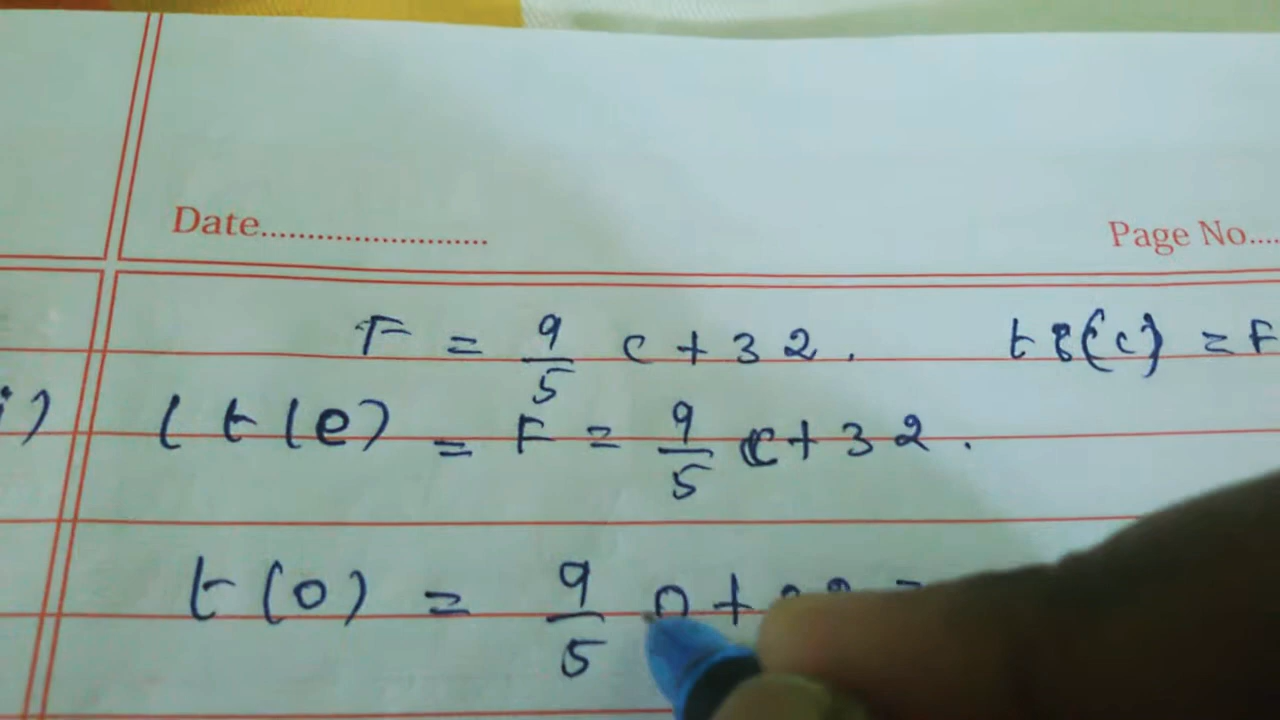 Date........................ Page No....
F = 9/5 c + 32. t (c) = F
i) (t(c) = F = 9/5 c + 32.
t(0) = 9/5 0 +